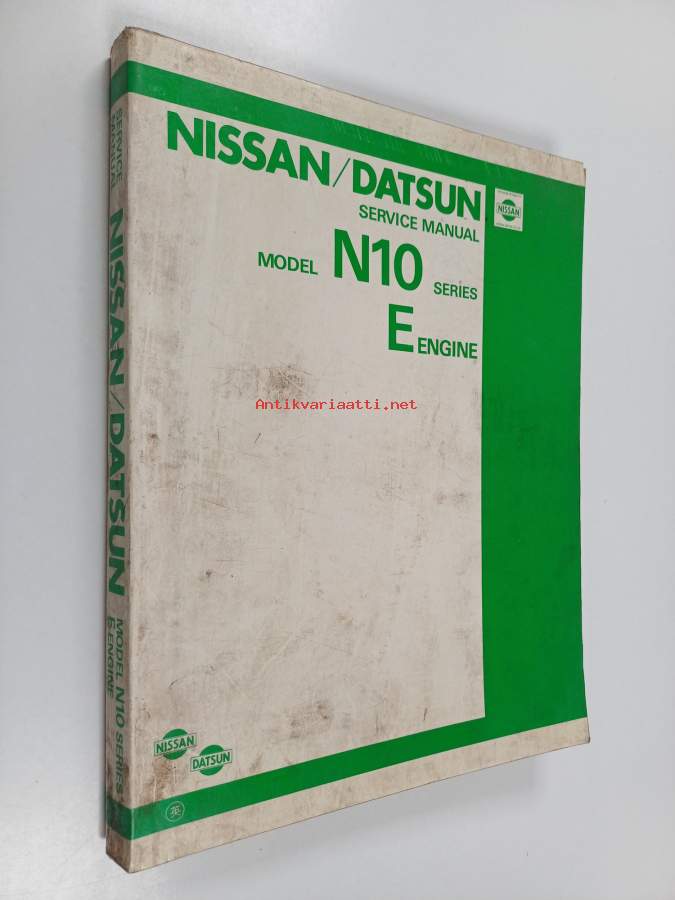 NISSAN/DATSUN
SERVICE MANUAL
MODEL N10 SERIES
E ENGINE
NISSAN
Antikvariaatti.net
SERVICE
MANUAL
NISSAN/DATSUN
MODEL N10 SERIES
E ENGINE
NISSAN
DATSUN
英